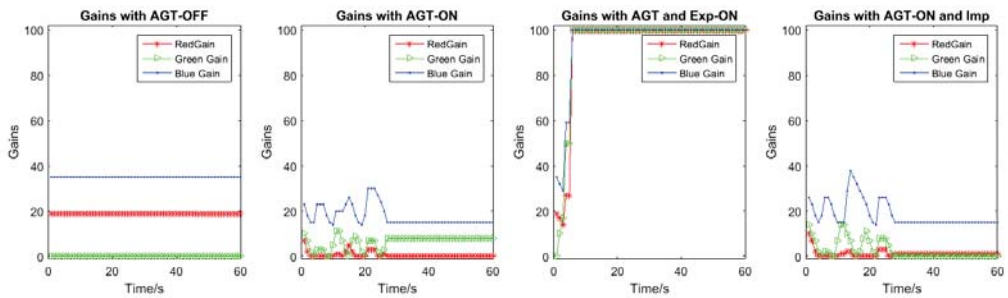 Gains with AGT-OFF
100
80
60
40
20
0
Gains
0 20 40 60
Time/s
RedGain
Green Gain
Blue Gain
Gains with AGT-ON
100
80
60
40
20
0
Gains
0 20 40 60
Time/s
RedGain
Green Gain
Blue Gain
Gains with AGT and Exp-ON
100
80
60
40
20
0
Gains
0 20 40 60
Time/s
RedGain
Green Gain
Blue Gain
Gains with AGT-ON and Imp
100
80
60
40
20
0
Gains
0 20 40 60
Time/s
RedGain
Green Gain
Blue Gain